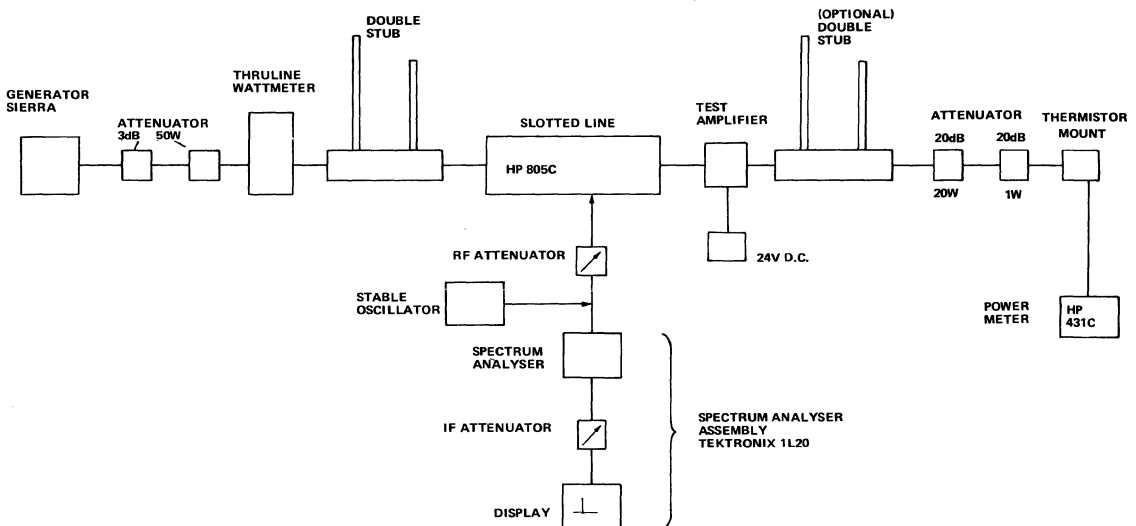 GENERATOR
SIERRA
ATTENUATOR
3dB 50W
THRULINE
WATTMETER
DOUBLE
STUB
SLOTTED LINE
HP 805C
TEST
AMPLIFIER
24V D.C.
(OPTIONAL)
DOUBLE
STUB
ATTENUATOR
20dB 20dB
20W 1W
THERMISTOR
MOUNT
POWER
METER
HP
431C
RF ATTENUATOR
STABLE
OSCILLATOR
SPECTRUM
ANALYSER
IF ATTENUATOR
DISPLAY
SPECTRUM ANALYSER
ASSEMBLY
TEKTRONIX 1L20